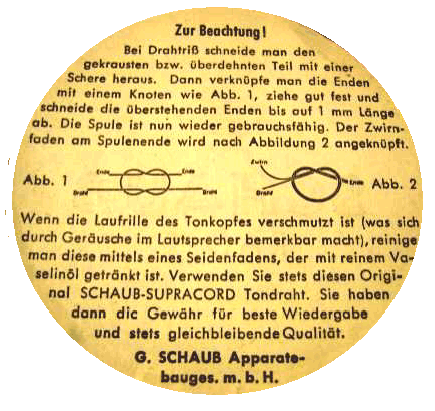 Zur Beachtung!
Bei Drahtriß schneide man den
gekrausten bzw. überdehnten Teil mit einer
Schere heraus. Dann verknüpfe man die Enden
mit einem Knoten wie Abb. 1, ziehe gut fest und
schneide die überstehenden Enden bis auf 1 mm Länge
ab. Die Spule ist nun wieder gebrauchsfähig. Der Zwirn-
faden am Spulenende wird nach Abbildung 2 angeknüpft.
Zwirn
Ende Ende
Abb. 1 Ende Abb. 2
Draht Draht Draht
Wenn die Laufrille des Tonkopfes verschmutzt ist (was sich
durch Geräusche im Lautsprecher bemerkbar macht), reinige
man diese mittels eines Seidenfadens, der mit reinem Va-
selinöl getränkt ist. Verwenden Sie stets diesen Origi-
nal SCHAUB-SUPRACORD Tondraht. Sie haben
dann die Gewähr für beste Wiedergabe
und stets gleichbleibende Qualität.
G. SCHAUB Apparate-
bauges. m. b. H.